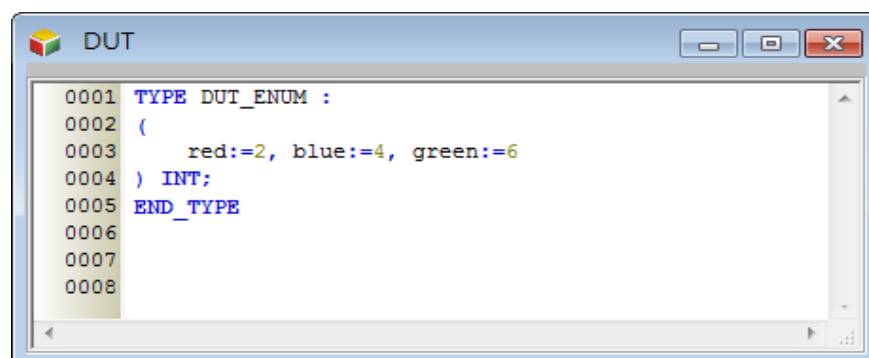 DUT
0001 TYPE DUT_ENUM :
0002 (
0003     red:=2, blue:=4, green:=6
0004 ) INT;
0005 END_TYPE
0006
0007
0008